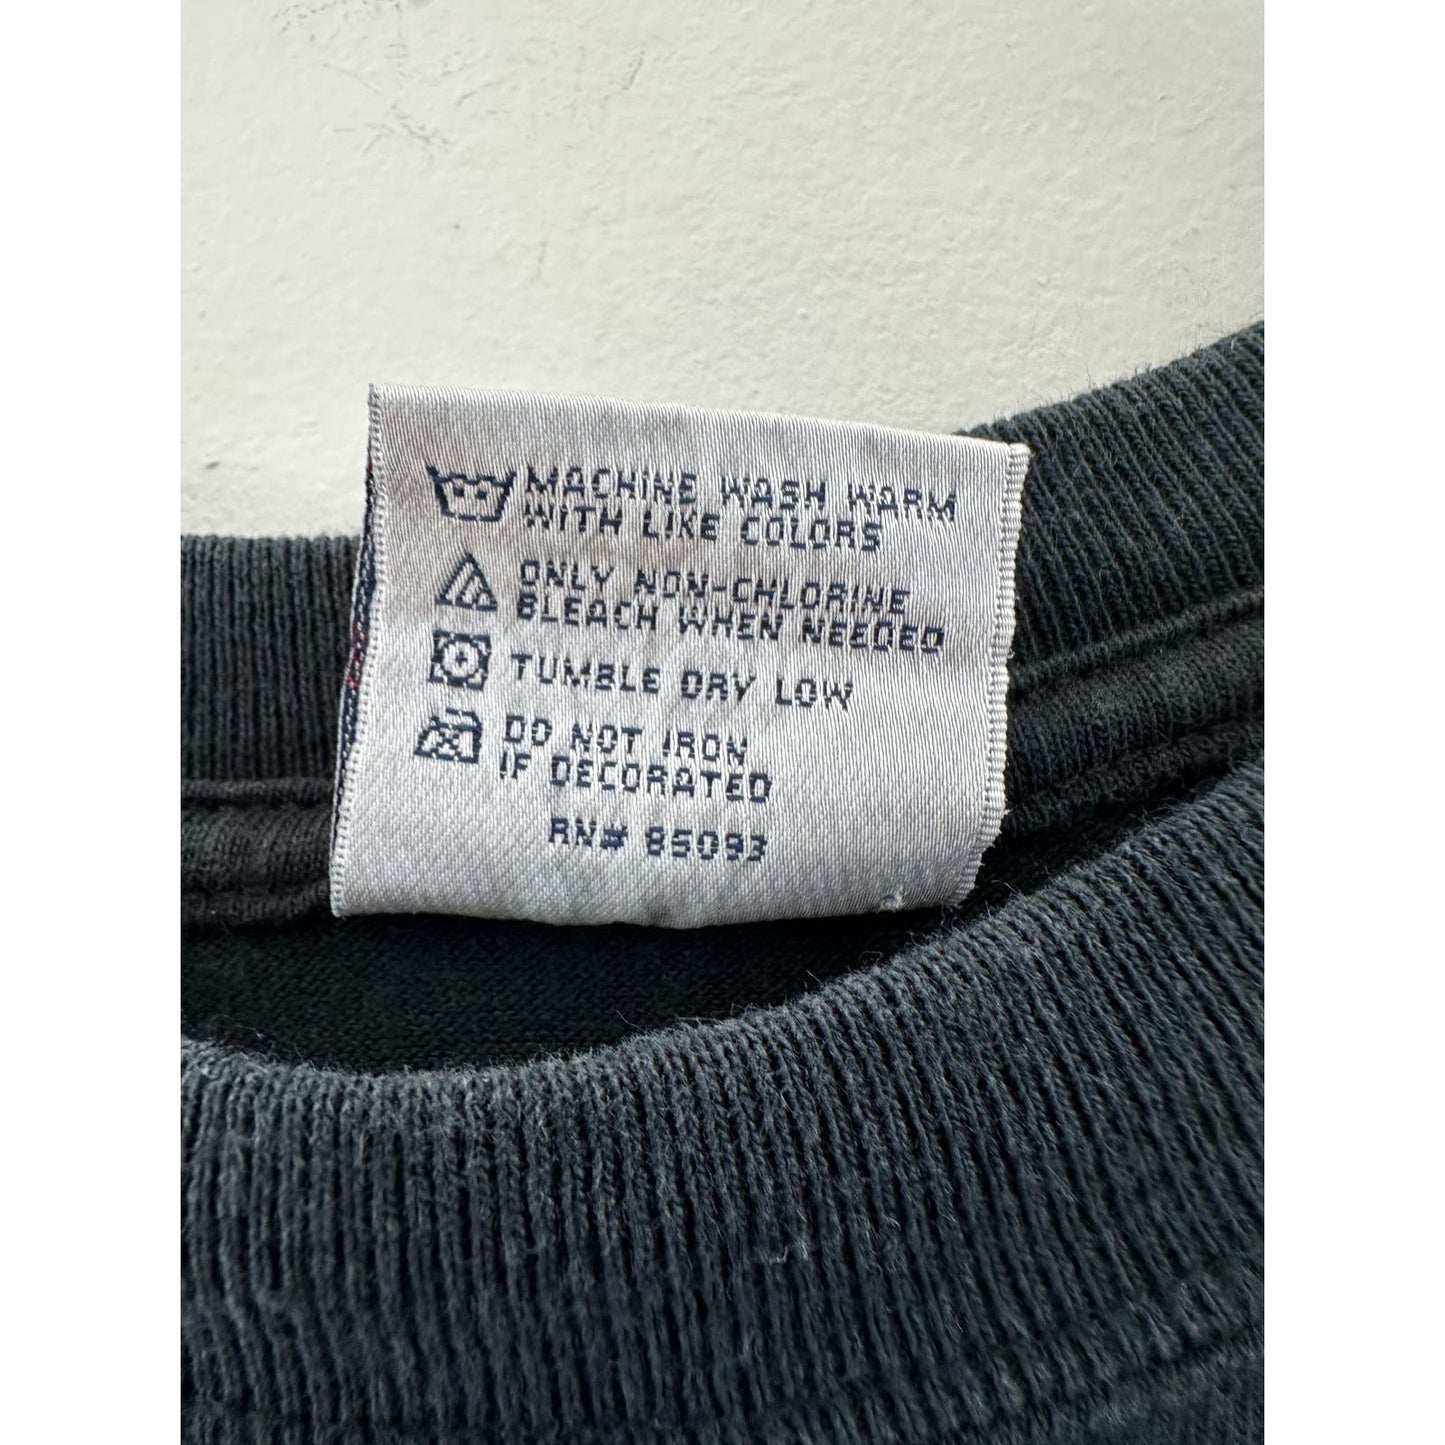 MACHINE WASH WARM
WITH LIKE COLORS
ONLY NON-CHLORINE
BLEACH WHEN NEEDED
TUMBLE DRY LOW
DO NOT IRON
IF DECORATED
RN# 85093